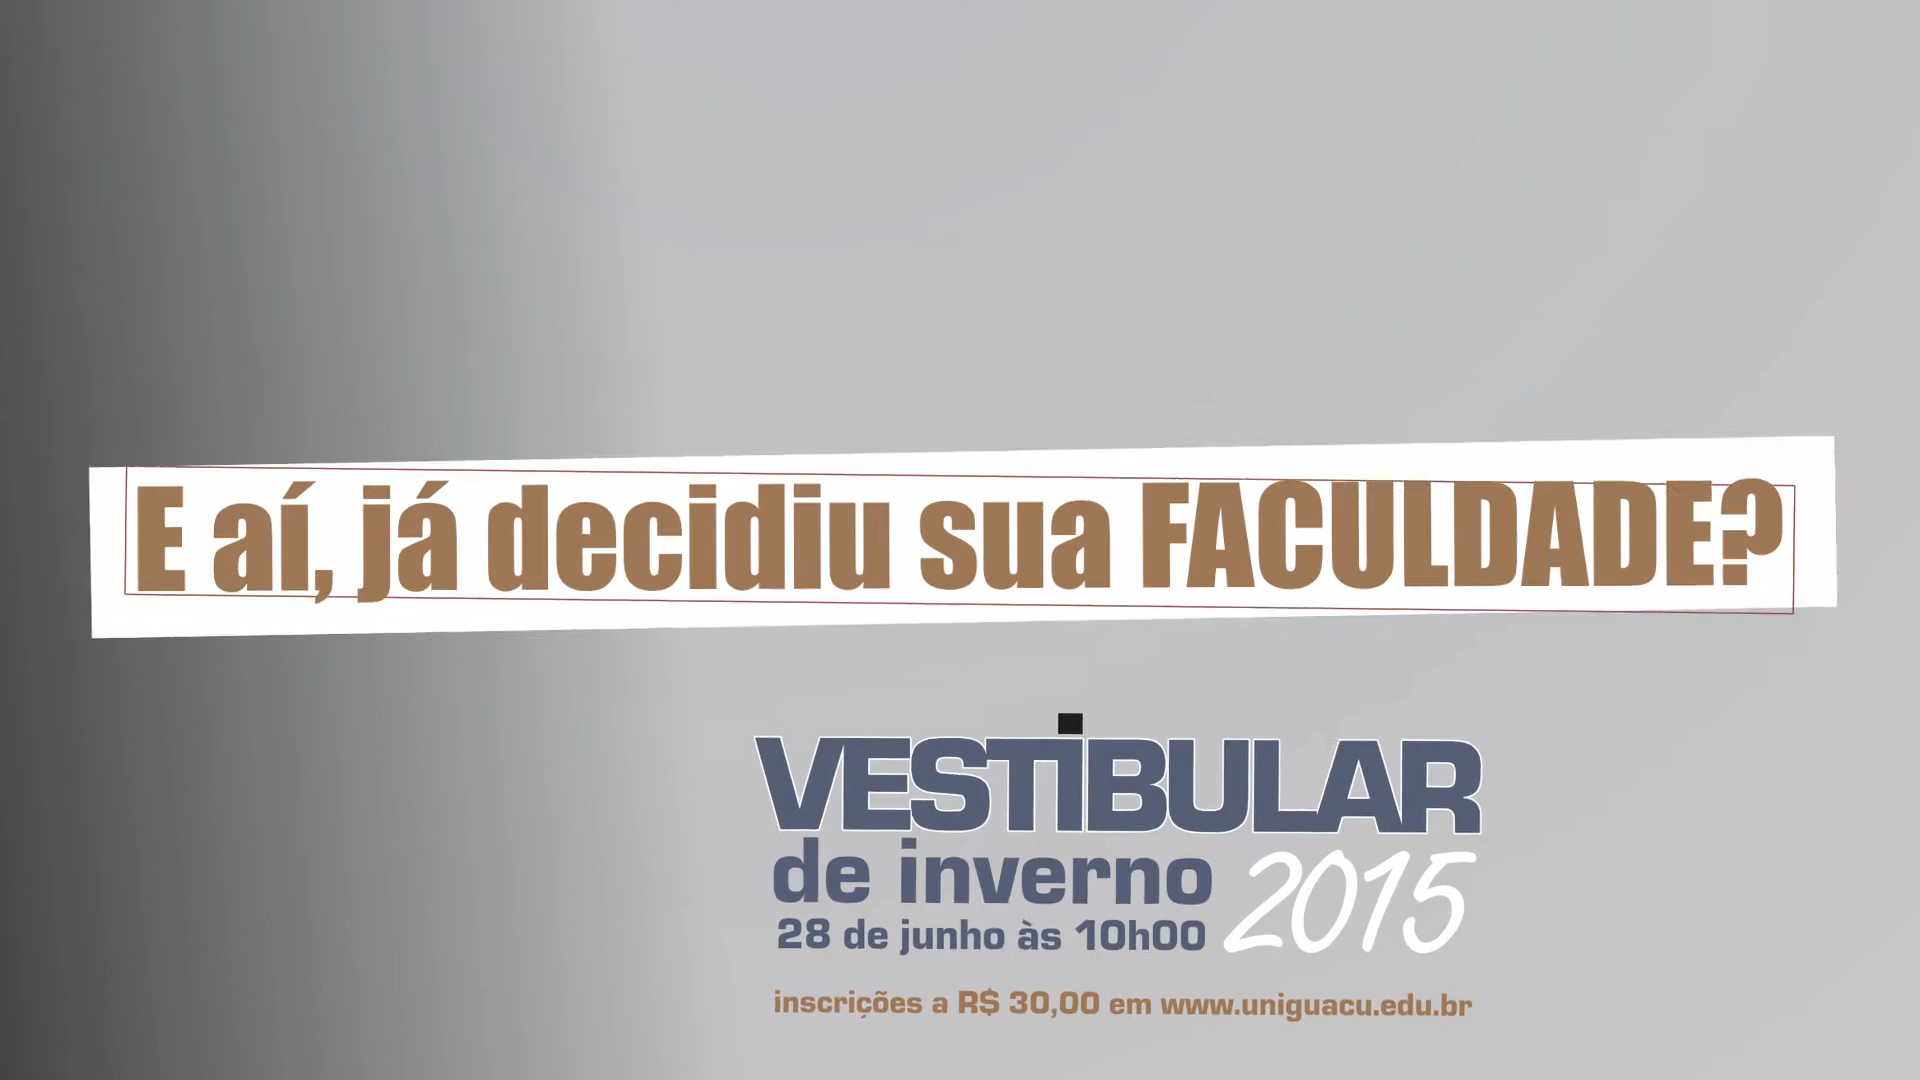 E aí, já decidiu sua FACULDADE?
VESTiBULAR
de inverno 2015
28 de junho às 10h00
inscrições a R$ 30,00 em www.uniguacu.edu.br